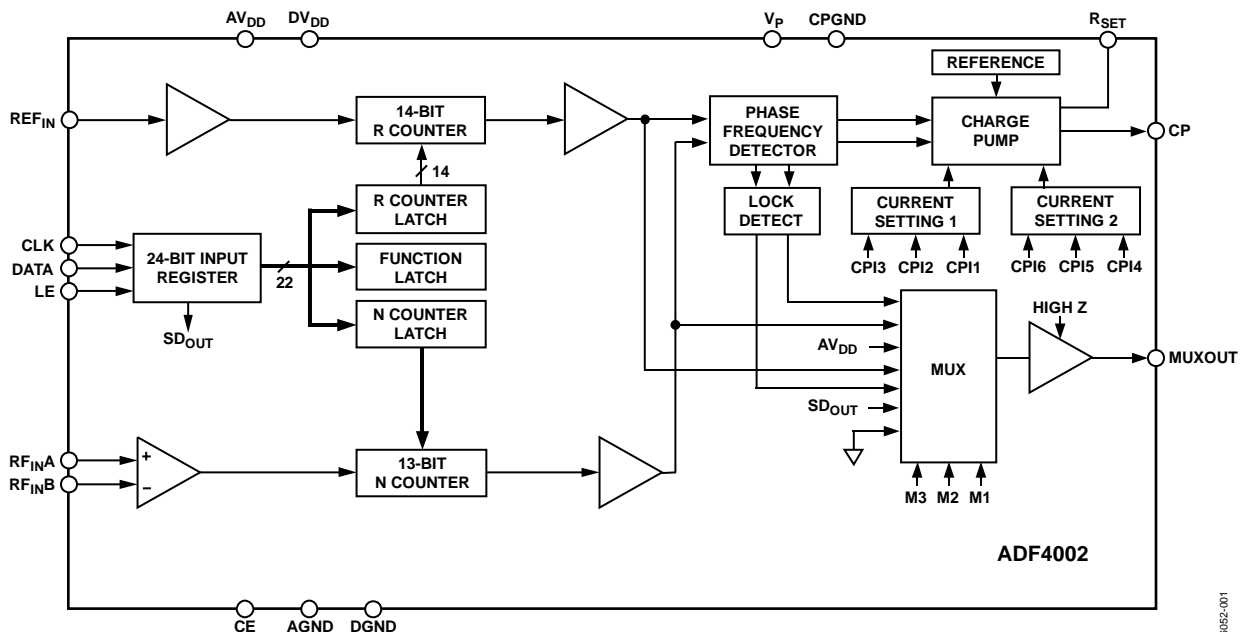 AVDD DVDD VP CPGND RSET
REFERENCE
REFIN
14-BIT
R COUNTER
PHASE
FREQUENCY
DETECTOR
CHARGE
PUMP
CP
14
R COUNTER
LATCH
LOCK
DETECT
CURRENT
SETTING 1
CURRENT
SETTING 2
CLK
DATA
LE
24-BIT INPUT
REGISTER
22
FUNCTION
LATCH
CPI3 CPI2 CPI1 CPI6 CPI5 CPI4
N COUNTER
LATCH
SDOUT
HIGH Z
AVDD
MUX
MUXOUT
SDOUT
RFINA
RFINB
+
–
13-BIT
N COUNTER
M3 M2 M1
ADF4002
CE AGND DGND